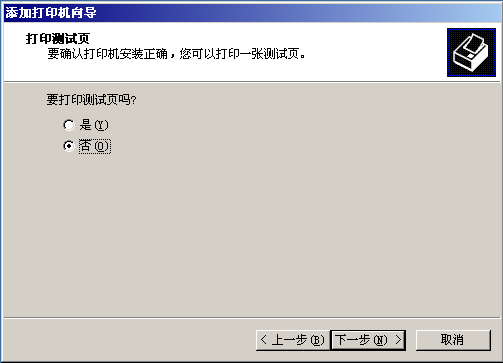 添加打印机向导
打印测试页
要确认打印机安装正确，您可以打印一张测试页。
要打印测试页吗?
是(Y)
否(O)
< 上一步(B) 下一步(N) > 取消